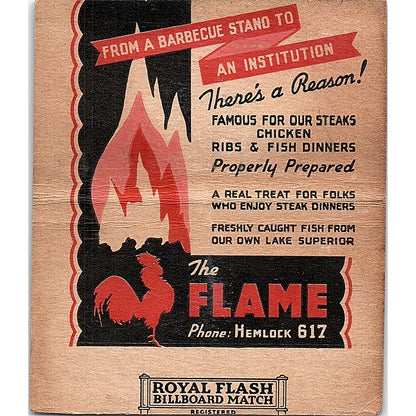 FROM A BARBECUE STAND TO
AN INSTITUTION
There's a Reason!
FAMOUS FOR OUR STEAKS
CHICKEN
RIBS & FISH DINNERS
Properly Prepared
A REAL TREAT FOR FOLKS
WHO ENJOY STEAK DINNERS
FRESHLY CAUGHT FISH FROM
OUR OWN LAKE SUPERIOR
The
FLAME
Phone: HEMLOCK 617
ROYAL FLASH
BILLBOARD MATCH
REGISTERED